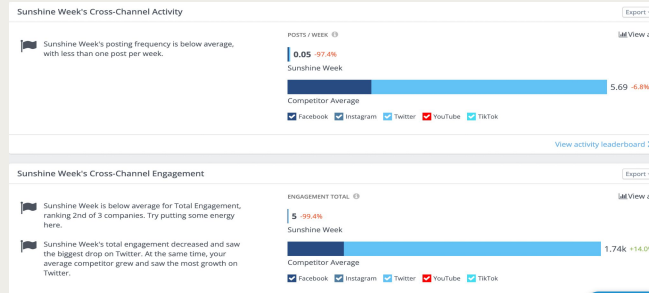 Sunshine Week's Cross-Channel Activity
Export
Sunshine Week's posting frequency is below average,
with less than one post per week.
POSTS / WEEK
View a
0.05 -97.4%
Sunshine Week
5.69 -6.8%
Competitor Average
Facebook Instagram Twitter YouTube TikTok
View activity leaderboard
Sunshine Week's Cross-Channel Engagement
Export
Sunshine Week is below average for Total Engagement,
ranking 2nd of 3 companies. Try putting some energy
here.
Sunshine Week's total engagement decreased and saw
the biggest drop on Twitter. At the same time, your
average competitor grew and saw the most growth on
Twitter.
ENGAGEMENT TOTAL
View a
5 -99.4%
Sunshine Week
1.74k +14.0%
Competitor Average
Facebook Instagram Twitter YouTube TikTok